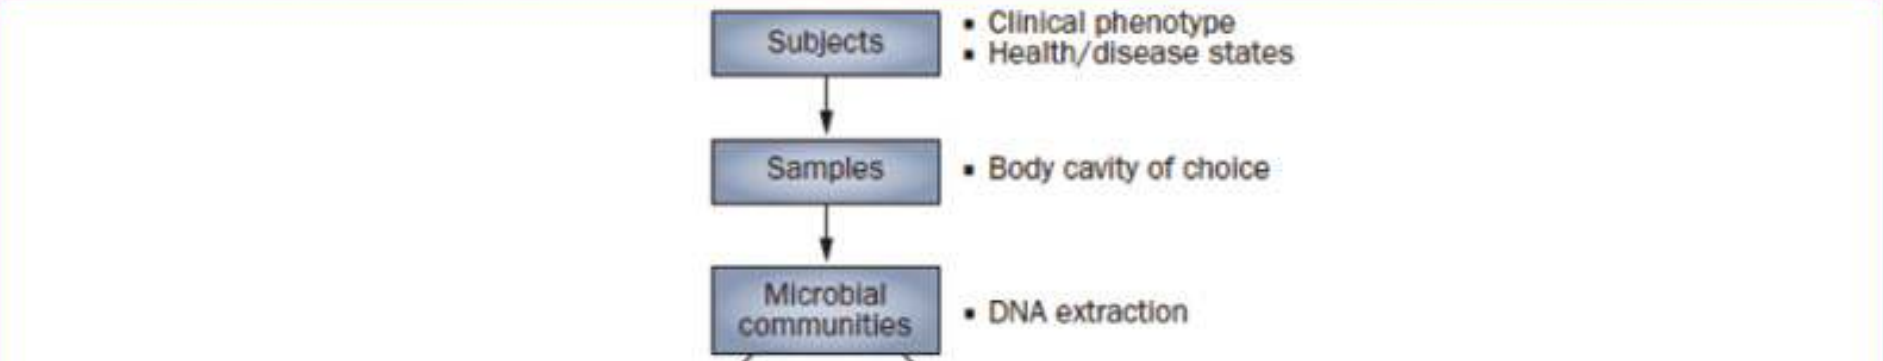 Subjects
▪ Clinical phenotype
▪ Health/disease states
Samples
▪ Body cavity of choice
Microbial
communities
▪ DNA extraction